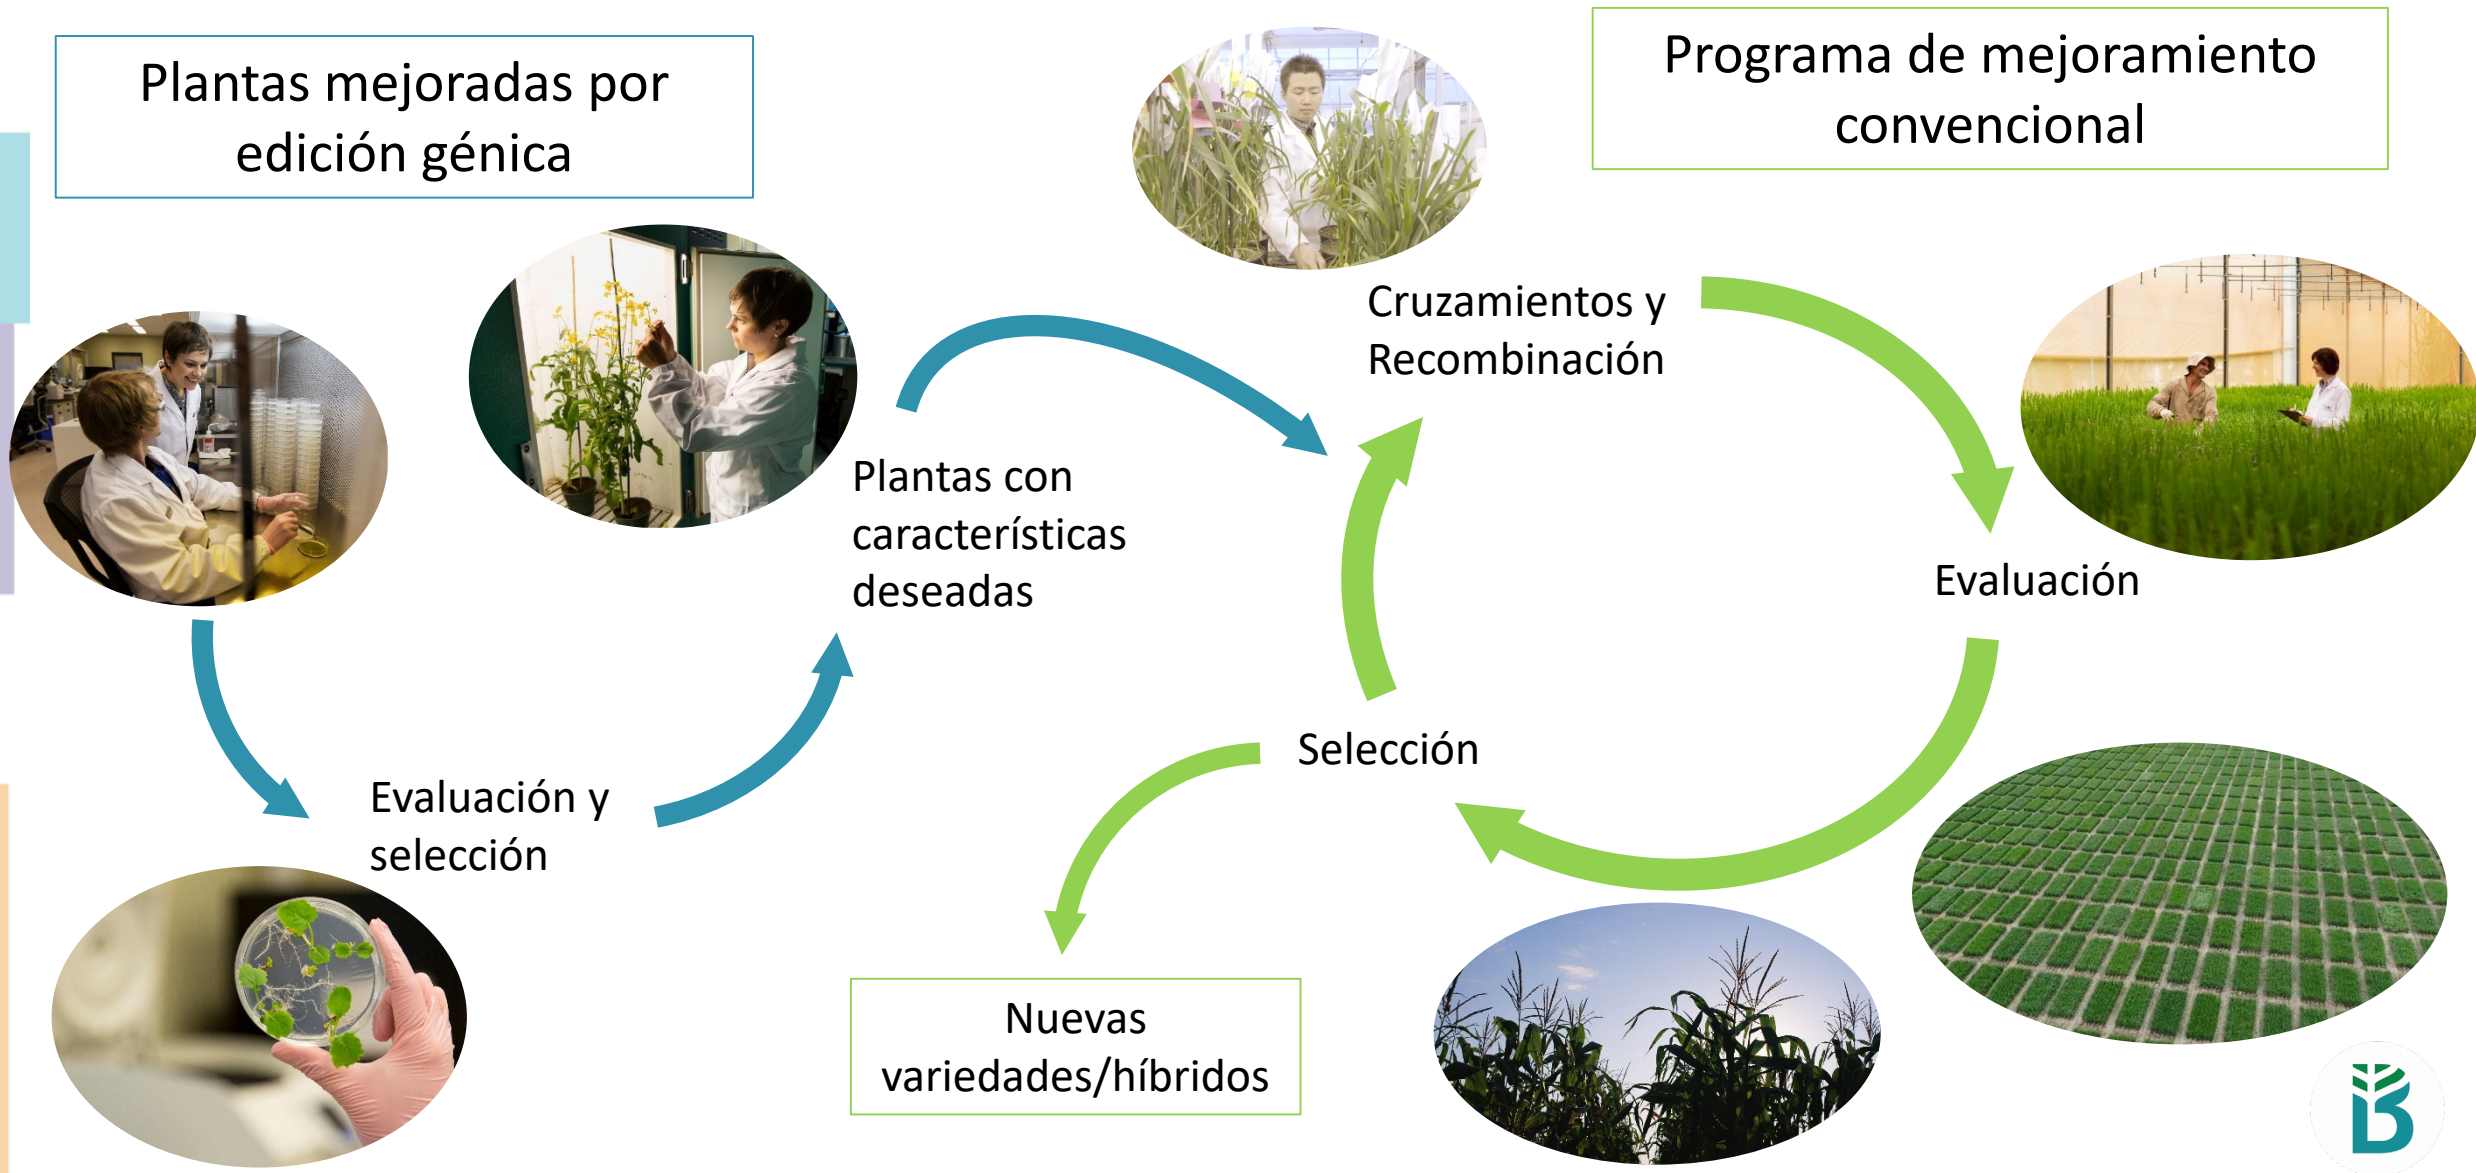 Plantas mejoradas por
edición génica
Programa de mejoramiento
convencional
Cruzamientos y
Recombinación
Plantas con
características
deseadas
Evaluación
Selección
Evaluación y
selección
Nuevas
variedades/híbridos
B